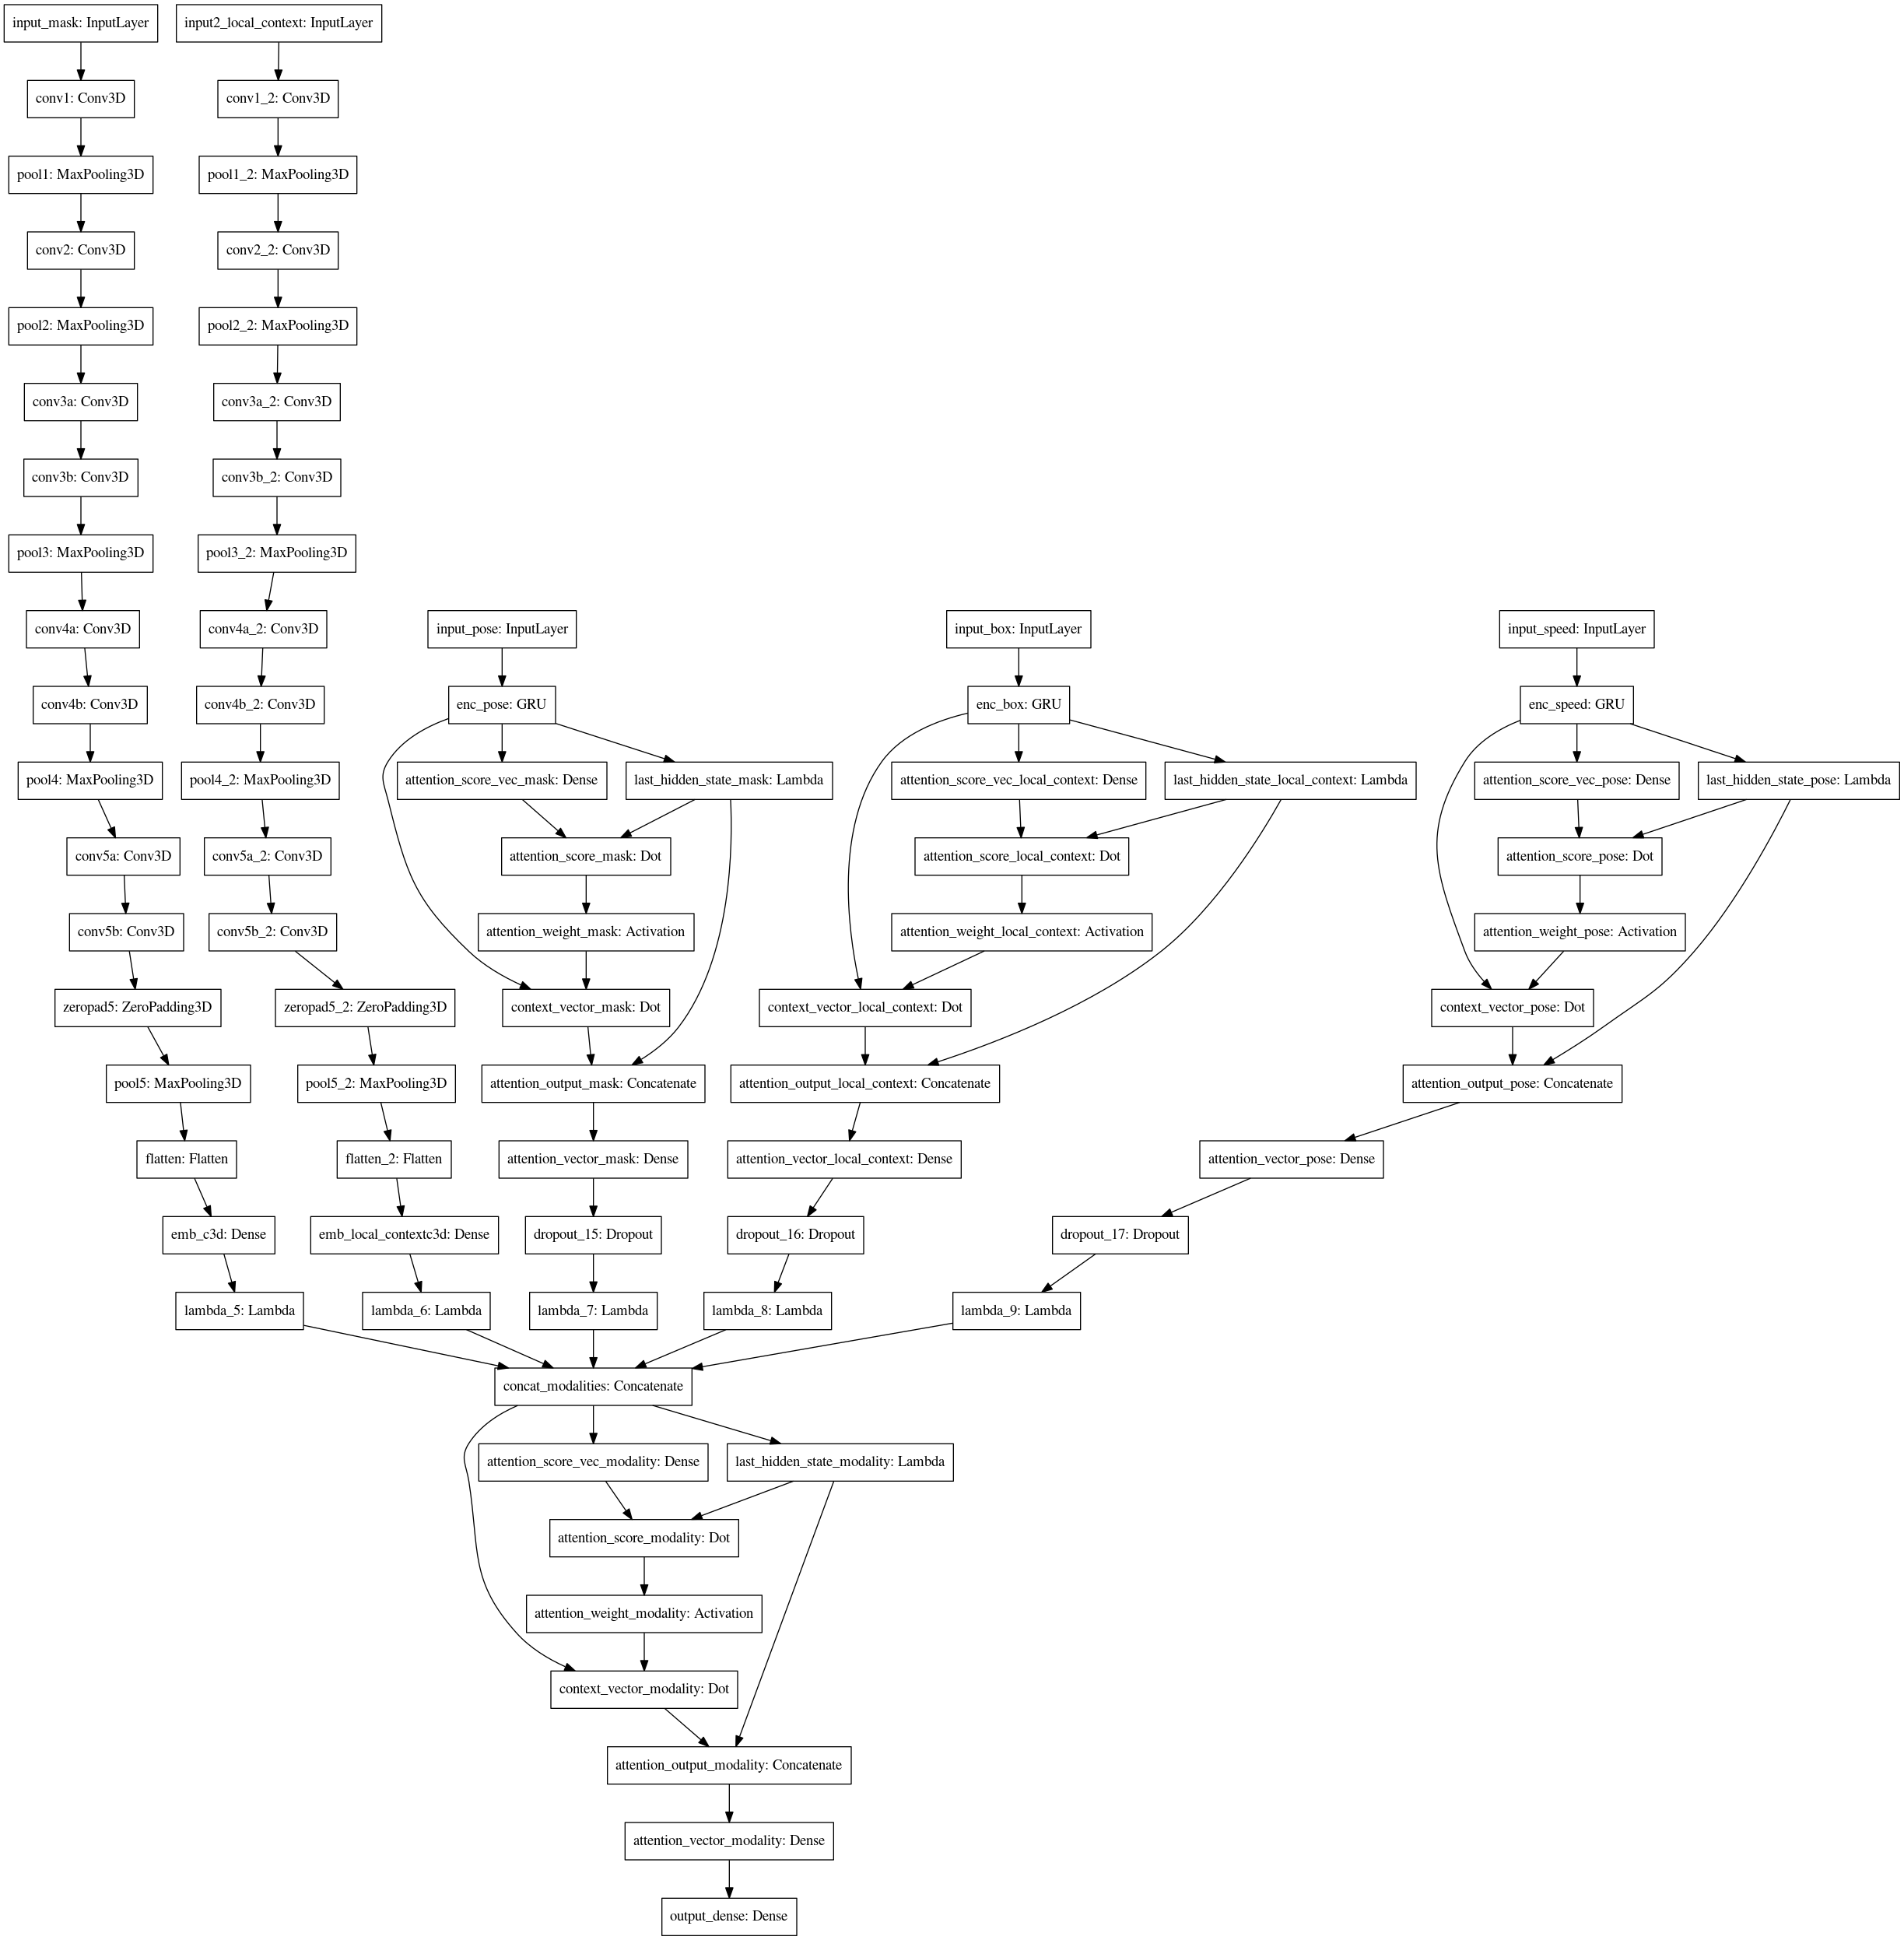 input_mask: InputLayer
input2_local_context: InputLayer
conv1: Conv3D
conv1_2: Conv3D
pool1: MaxPooling3D
pool1_2: MaxPooling3D
conv2: Conv3D
conv2_2: Conv3D
pool2: MaxPooling3D
pool2_2: MaxPooling3D
conv3a: Conv3D
conv3a_2: Conv3D
conv3b: Conv3D
conv3b_2: Conv3D
pool3: MaxPooling3D
pool3_2: MaxPooling3D
conv4a: Conv3D
conv4a_2: Conv3D
input_pose: InputLayer
input_box: InputLayer
input_speed: InputLayer
conv4b: Conv3D
conv4b_2: Conv3D
enc_pose: GRU
enc_box: GRU
enc_speed: GRU
pool4: MaxPooling3D
pool4_2: MaxPooling3D
attention_score_vec_mask: Dense
last_hidden_state_mask: Lambda
attention_score_vec_local_context: Dense
last_hidden_state_local_context: Lambda
attention_score_vec_pose: Dense
last_hidden_state_pose: Lambda
conv5a: Conv3D
conv5a_2: Conv3D
attention_score_mask: Dot
attention_score_local_context: Dot
attention_score_pose: Dot
conv5b: Conv3D
conv5b_2: Conv3D
attention_weight_mask: Activation
attention_weight_local_context: Activation
attention_weight_pose: Activation
zeropad5: ZeroPadding3D
zeropad5_2: ZeroPadding3D
context_vector_mask: Dot
context_vector_local_context: Dot
context_vector_pose: Dot
pool5: MaxPooling3D
pool5_2: MaxPooling3D
attention_output_mask: Concatenate
attention_output_local_context: Concatenate
attention_output_pose: Concatenate
flatten: Flatten
flatten_2: Flatten
attention_vector_mask: Dense
attention_vector_local_context: Dense
attention_vector_pose: Dense
emb_c3d: Dense
emb_local_contextc3d: Dense
dropout_15: Dropout
dropout_16: Dropout
dropout_17: Dropout
lambda_5: Lambda
lambda_6: Lambda
lambda_7: Lambda
lambda_8: Lambda
lambda_9: Lambda
concat_modalities: Concatenate
attention_score_vec_modality: Dense
last_hidden_state_modality: Lambda
attention_score_modality: Dot
attention_weight_modality: Activation
context_vector_modality: Dot
attention_output_modality: Concatenate
attention_vector_modality: Dense
output_dense: Dense